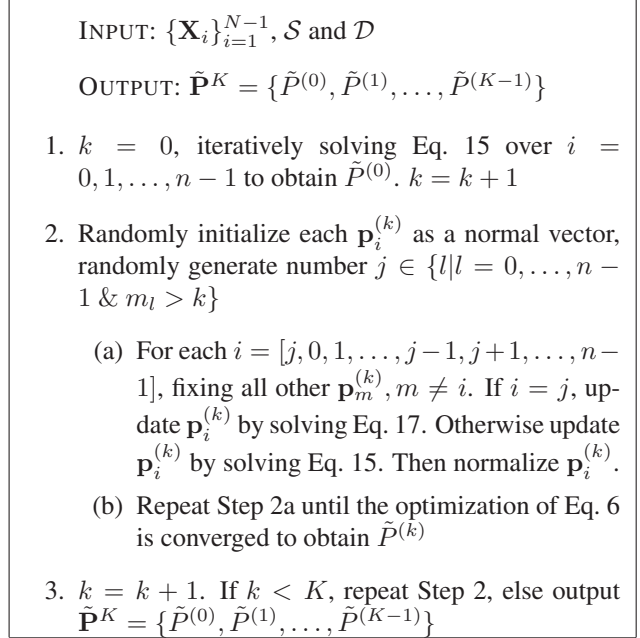 INPUT: {X_i}_{i=1}^{N−1}, 𝒮 and 𝒟
OUTPUT: P̃^K = {P̃^(0), P̃^(1), . . . , P̃^(K−1)}
1. k = 0, iteratively solving Eq. 15 over i =
0, 1, . . . , n − 1 to obtain P̃^(0). k = k + 1
2. Randomly initialize each p_i^(k) as a normal vector,
randomly generate number j ∈ {l|l = 0, . . . , n −
1 & m_l > k}
(a) For each i = [j, 0, 1, . . . , j−1, j+1, . . . , n−
1], fixing all other p_m^(k), m ≠ i. If i = j, up-
date p_i^(k) by solving Eq. 17. Otherwise update
p_i^(k) by solving Eq. 15. Then normalize p_i^(k).
(b) Repeat Step 2a until the optimization of Eq. 6
is converged to obtain P̃^(k)
3. k = k + 1. If k < K, repeat Step 2, else output
P̃^K = {P̃^(0), P̃^(1), . . . , P̃^(K−1)}